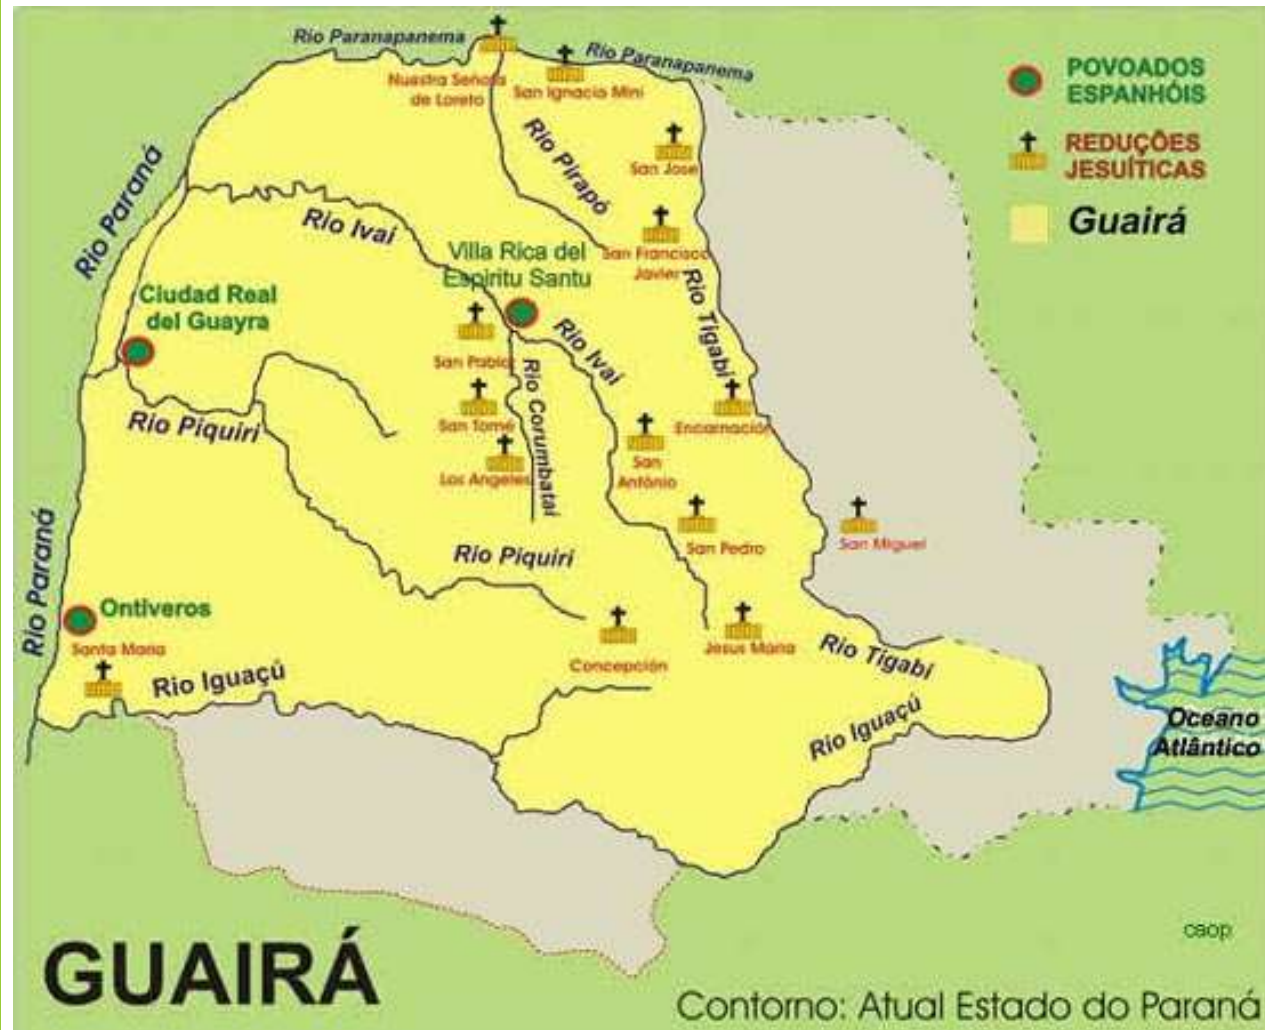 Rio Paranapanema
Rio Paranapanema
Nuestra Señora
de Loreto
San Ignacio Mini
POVOADOS
ESPANHÓIS
REDUÇÕES
JESUÍTICAS
Guairá
Rio Pirapó
San Jose
Rio Paraná
Rio Ivaí
Villa Rica del
Espiritu Santu
San Francisco
Javier
Rio Tigabí
Ciudad Real
del Guayra
San Pablo
Rio Ivaí
Rio Corumbataí
San Tomé
Encarnación
Rio Piquiri
Los Angeles
San
Antônio
Rio Piquiri
San Pedro
San Miguel
Rio Paraná
Ontiveros
Santa Maria
Rio Iguaçú
Concepción
Jesus Maria
Rio Tigabí
Rio Iguaçú
Oceano
Atlântico
caop
GUAIRÁ
Contorno: Atual Estado do Paraná